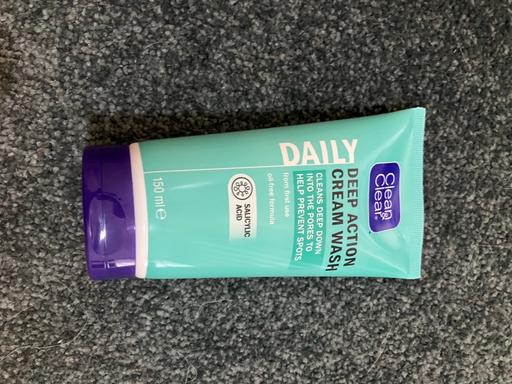 Clean &
Clear
DAILY
DEEP ACTION
CREAM WASH
CLEANS DEEP DOWN
INTO THE PORES TO
HELP PREVENT SPOTS
from first use
oil-free formula
SALICYLIC
ACID
150 ml e